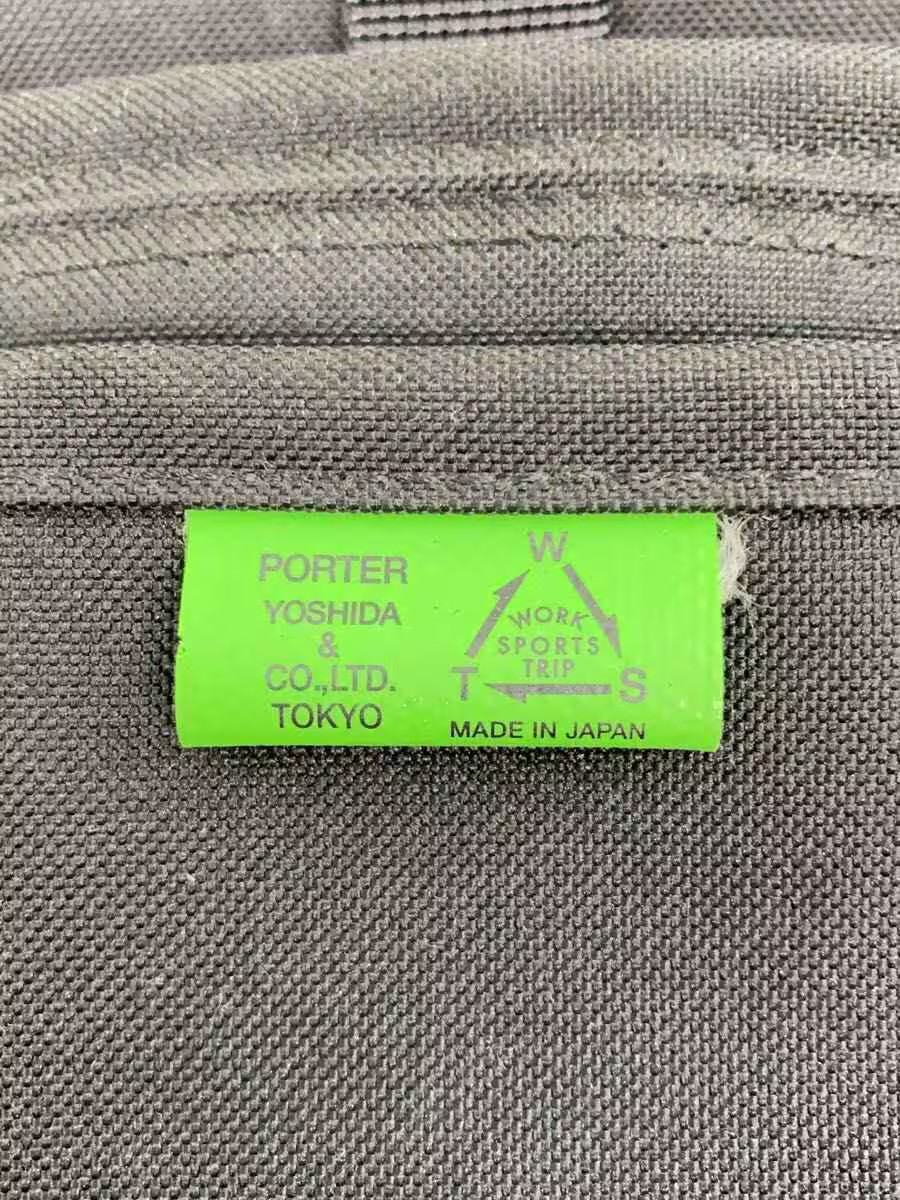 PORTER
YOSHIDA
&
CO.,LTD.
TOKYO
W
WORK
SPORTS
TRIP
T S
MADE IN JAPAN